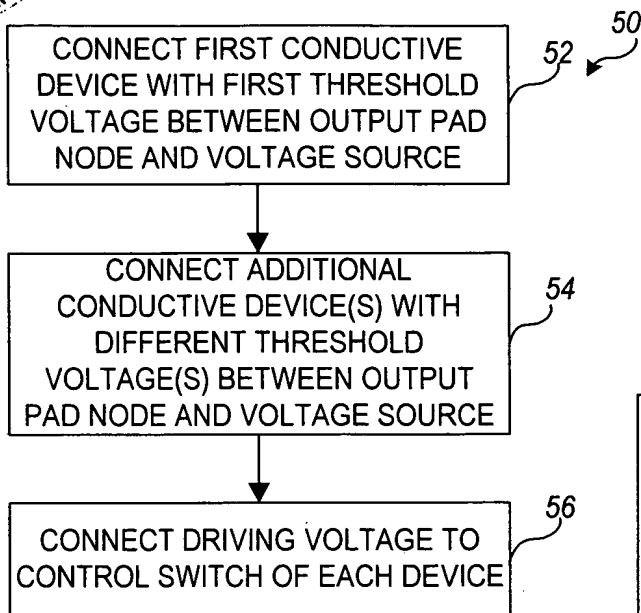 50
CONNECT FIRST CONDUCTIVE
DEVICE WITH FIRST THRESHOLD
VOLTAGE BETWEEN OUTPUT PAD
NODE AND VOLTAGE SOURCE
52
CONNECT ADDITIONAL
CONDUCTIVE DEVICE(S) WITH
DIFFERENT THRESHOLD
VOLTAGE(S) BETWEEN OUTPUT
PAD NODE AND VOLTAGE SOURCE
54
CONNECT DRIVING VOLTAGE TO
CONTROL SWITCH OF EACH DEVICE
56